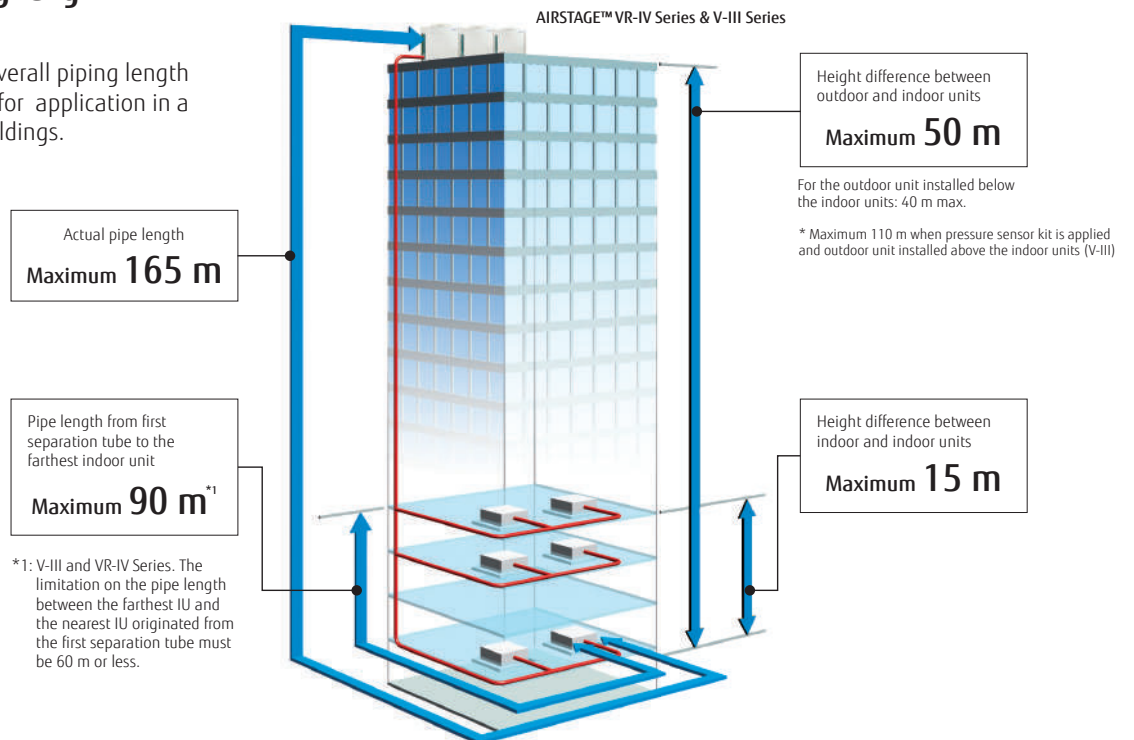 AIRSTAGE™ VR-IV Series & V-III Series
verall piping length
for application in a
ldings.
Actual pipe length
Maximum 165 m
Pipe length from first
separation tube to the
farthest indoor unit
Maximum 90 m*1
*1: V-III and VR-IV Series. The
limitation on the pipe length
between the farthest IU and
the nearest IU originated from
the first separation tube must
be 60 m or less.
Height difference between
outdoor and indoor units
Maximum 50 m
For the outdoor unit installed below
the indoor units: 40 m max.
* Maximum 110 m when pressure sensor kit is applied
and outdoor unit installed above the indoor units (V-III)
Height difference between
indoor and indoor units
Maximum 15 m